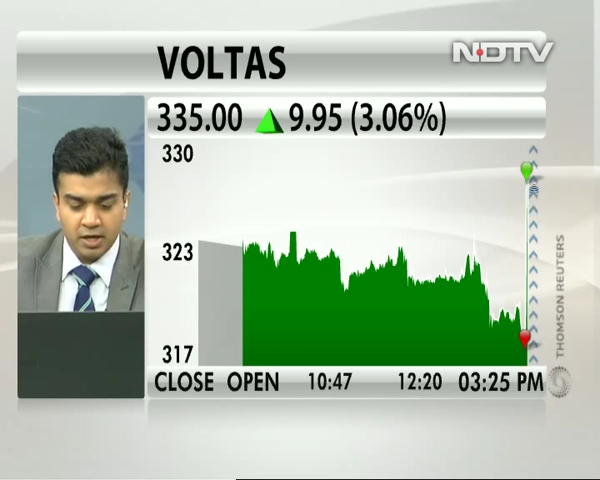 VOLTAS
NDTV
335.00 ▲ 9.95 (3.06%)
330
323
317
CLOSE OPEN 10:47 12:20 03:25 PM
THOMSON REUTERS